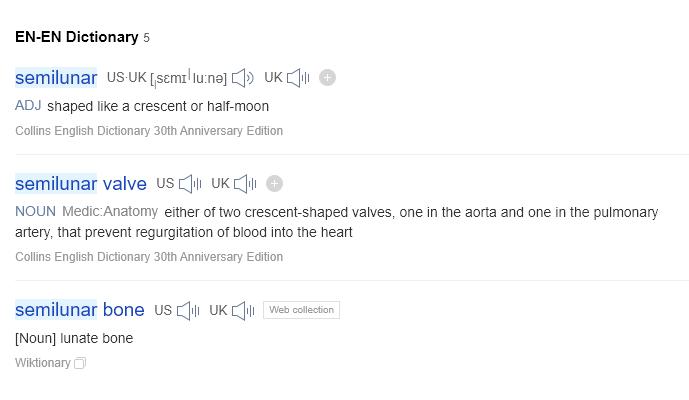 EN-EN Dictionary 5
semilunar US·UK [ˌsɛmɪˈluːnə] UK
ADJ shaped like a crescent or half-moon
Collins English Dictionary 30th Anniversary Edition
semilunar valve US UK
NOUN Medic:Anatomy either of two crescent-shaped valves, one in the aorta and one in the pulmonary
artery, that prevent regurgitation of blood into the heart
Collins English Dictionary 30th Anniversary Edition
semilunar bone US UK Web collection
[Noun] lunate bone
Wiktionary